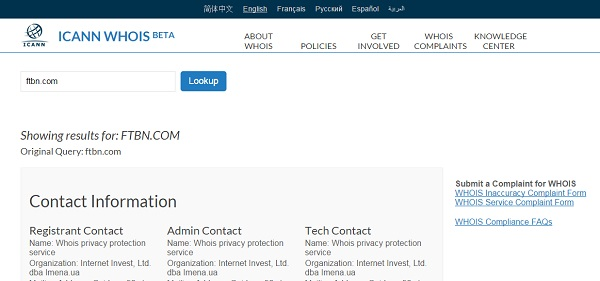 简体中文 English Français Русский Español العربية
ICANN
ICANN WHOIS BETA
ABOUT WHOIS
POLICIES
GET INVOLVED
WHOIS COMPLAINTS
KNOWLEDGE CENTER
ftbn.com
Lookup
Showing results for: FTBN.COM
Original Query: ftbn.com
Submit a Complaint for WHOIS
WHOIS Inaccuracy Complaint Form
WHOIS Service Complaint Form
WHOIS Compliance FAQs
Contact Information
Registrant Contact
Name: Whois privacy protection
service
Organization: Internet Invest, Ltd.
dba Imena.ua
Admin Contact
Name: Whois privacy protection
service
Organization: Internet Invest, Ltd.
dba Imena.ua
Tech Contact
Name: Whois privacy protection
service
Organization: Internet Invest, Ltd.
dba Imena.ua